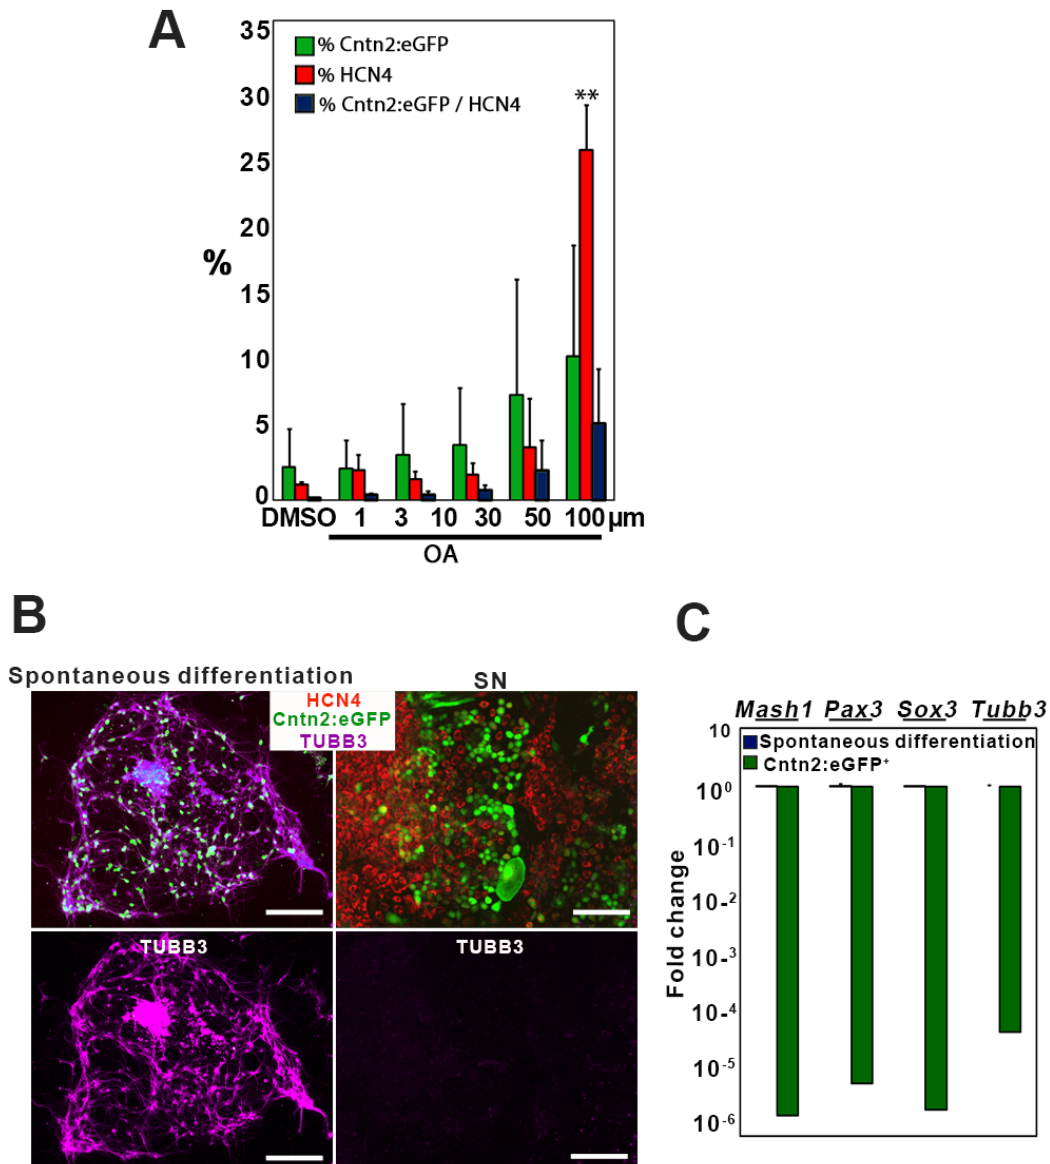 A
35
30
25
20
15
10
5
0
%
% Cntn2:eGFP
% HCN4
% Cntn2:eGFP / HCN4
**
DMSO 1 3 10 30 50 100 µm
OA
B
Spontaneous differentiation
SN
HCN4
Cntn2:eGFP
TUBB3
TUBB3
TUBB3
C
Mash1 Pax3 Sox3 Tubb3
Spontaneous differentiation
Cntn2:eGFP⁺
Fold change
10
10⁰
10⁻¹
10⁻²
10⁻³
10⁻⁴
10⁻⁵
10⁻⁶